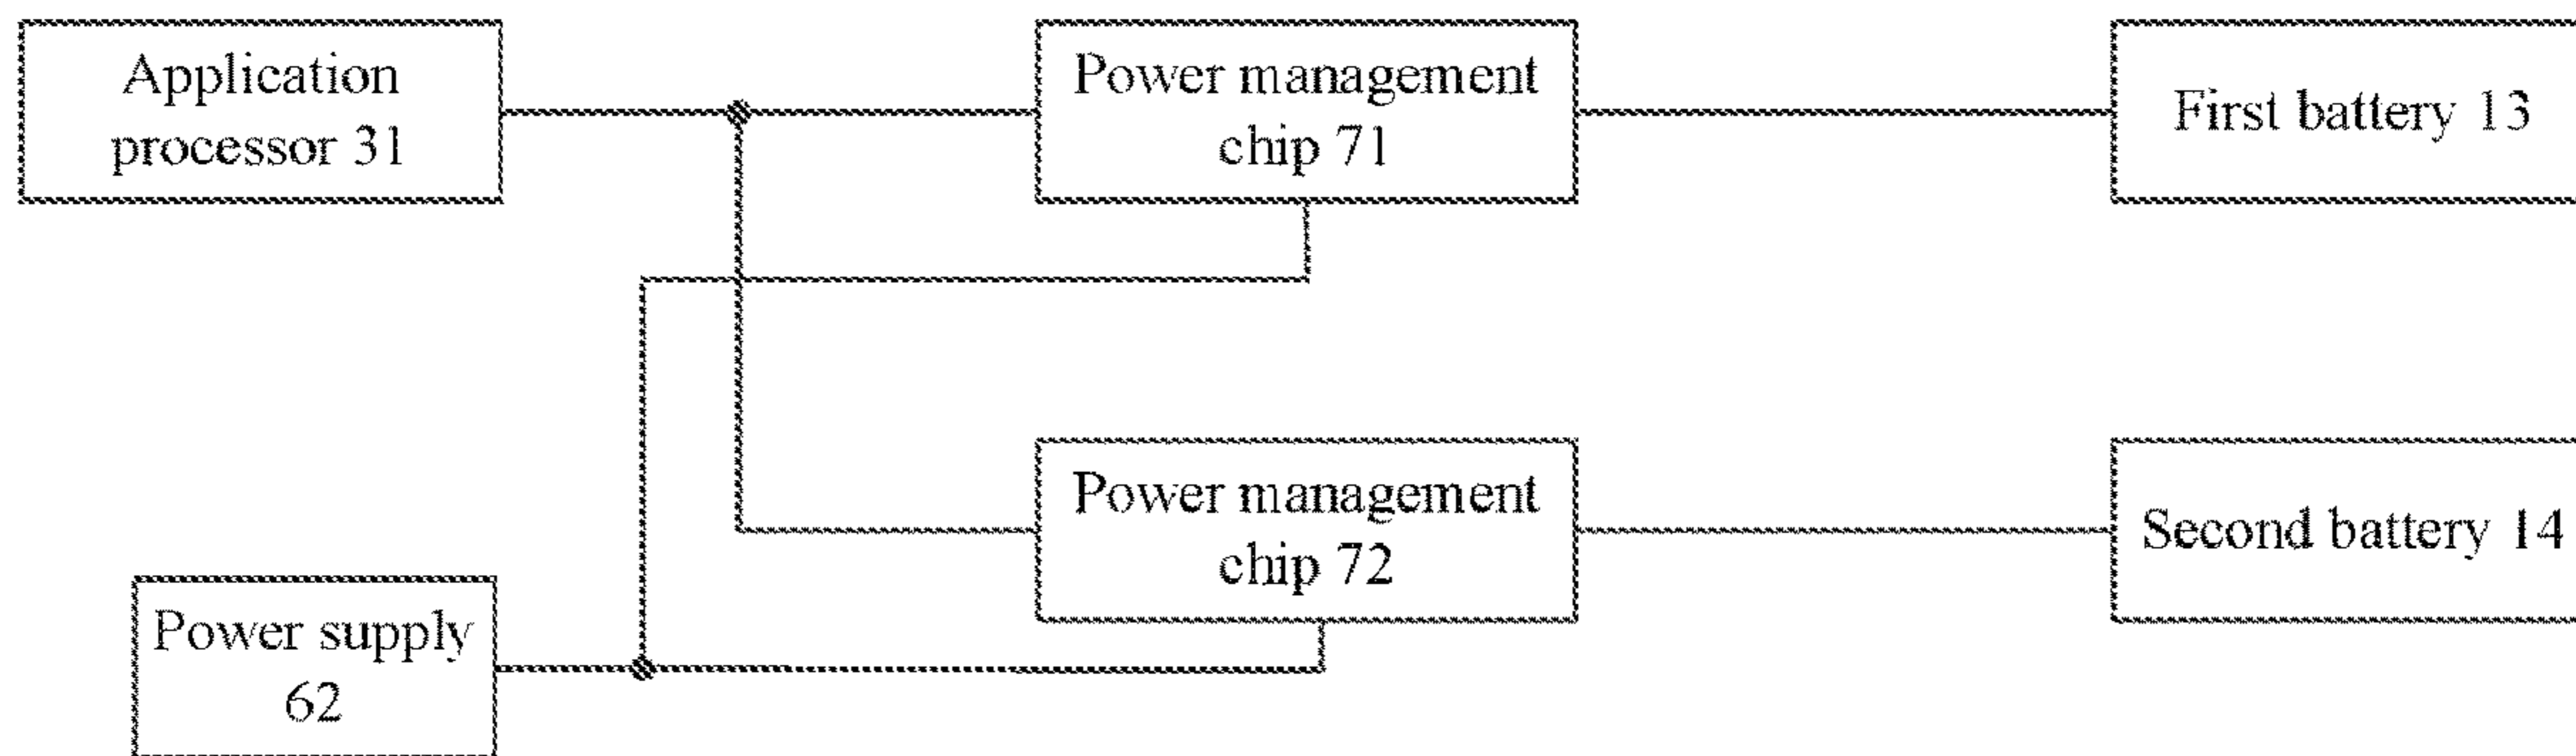 Application
processor 31
Power management
chip 71
First battery 13
Power management
chip 72
Second battery 14
Power supply
62